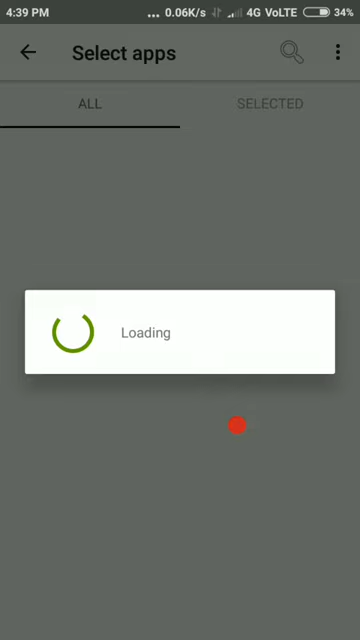 4:39 PM ... 0.06K/s 4G VoLTE 34%
Select apps
ALL SELECTED
Loading